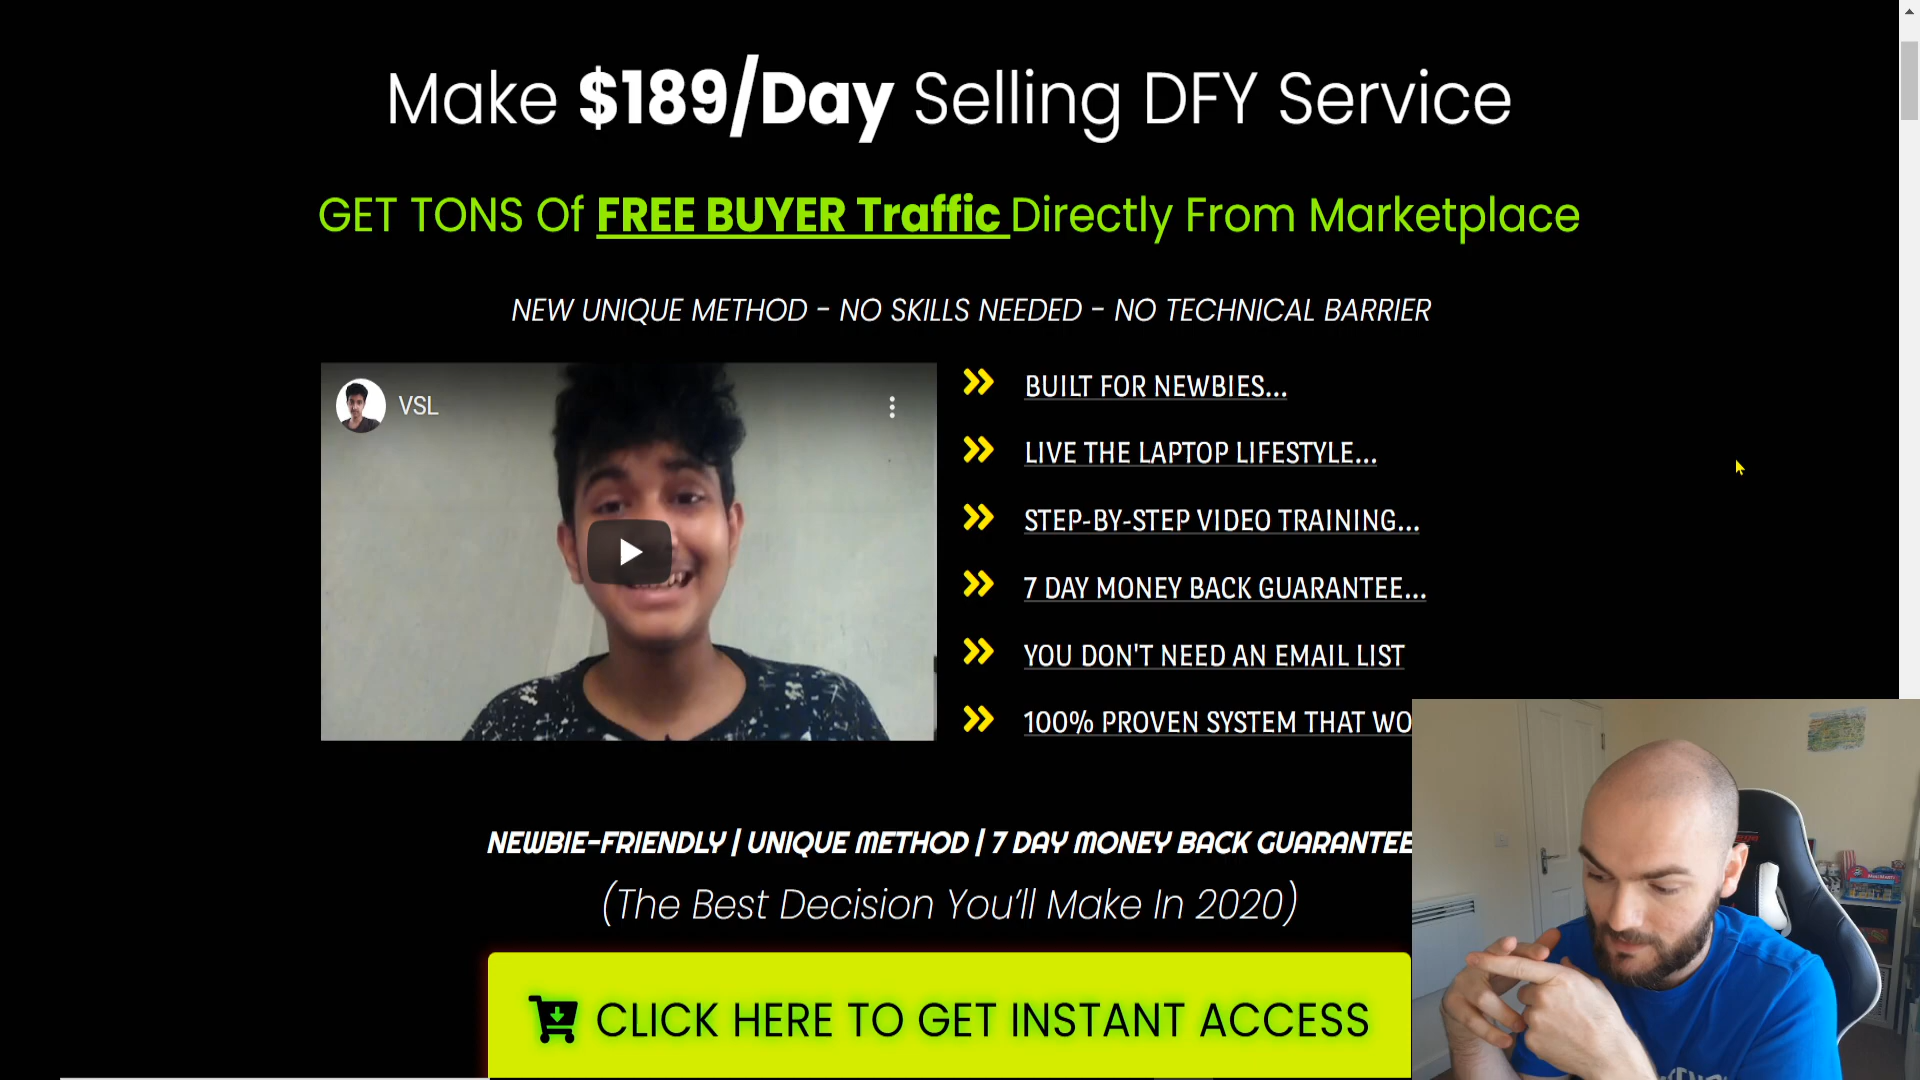 Make $189/Day Selling DFY Service
GET TONS Of FREE BUYER Traffic Directly From Marketplace
NEW UNIQUE METHOD - NO SKILLS NEEDED - NO TECHNICAL BARRIER
VSL
BUILT FOR NEWBIES...
LIVE THE LAPTOP LIFESTYLE...
STEP-BY-STEP VIDEO TRAINING...
7 DAY MONEY BACK GUARANTEE...
YOU DON'T NEED AN EMAIL LIST
100% PROVEN SYSTEM THAT WO
NEWBIE-FRIENDLY | UNIQUE METHOD | 7 DAY MONEY BACK GUARANTEE
(The Best Decision You'll Make In 2020)
CLICK HERE TO GET INSTANT ACCESS